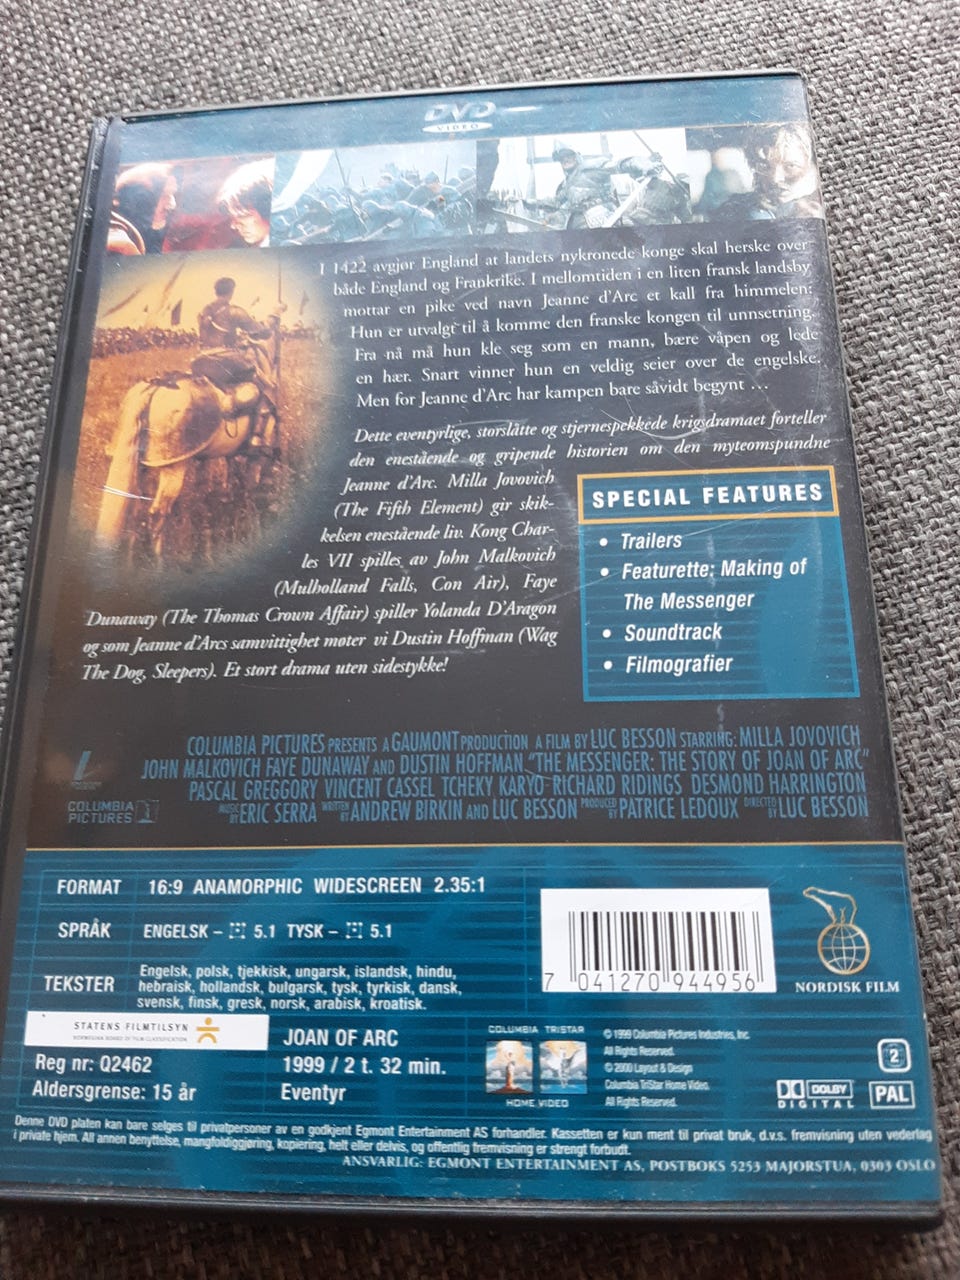 DVD
VIDEO
I 1422 avgjør England at landets nykronede konge skal herske over
både England og Frankrike. I mellomtiden i en liten fransk landsby
mottar en pike ved navn Jeanne d'Arc et kall fra himmelen:
Hun er utvalgt til å komme den franske kongen til unnsetning.
Fra nå må hun kle seg som en mann, bære våpen og lede
en hær. Snart vinner hun en veldig seier over de engelske.
Men for Jeanne d'Arc har kampen bare såvidt begynt ...
Dette eventyrlige, storslåtte og stjernespekkede krigsdramaet forteller
den enestående og gripende historien om den myteomspundne
Jeanne d'Arc. Milla Jovovich
(The Fifth Element) gir skik-
kelsen enestående liv. Kong Char-
les VII spilles av John Malkovich
(Mulholland Falls, Con Air), Faye
Dunaway (The Thomas Crown Affair) spiller Yolanda D'Aragon
og som Jeanne d'Arcs samvittighet møter vi Dustin Hoffman (Wag
The Dog, Sleepers). Et stort drama uten sidestykke!
SPECIAL FEATURES
• Trailers
• Featurette: Making of
The Messenger
• Soundtrack
• Filmografier
COLUMBIA PICTURES PRESENTS A GAUMONT PRODUCTION A FILM BY LUC BESSON STARRING: MILLA JOVOVICH
JOHN MALKOVICH FAYE DUNAWAY AND DUSTIN HOFFMAN "THE MESSENGER: THE STORY OF JOAN OF ARC"
PASCAL GREGGORY VINCENT CASSEL TCHEKY KARYO RICHARD RIDINGS DESMOND HARRINGTON
MUSIC BY ERIC SERRA WRITTEN BY ANDREW BIRKIN AND LUC BESSON PRODUCED BY PATRICE LEDOUX DIRECTED BY LUC BESSON
COLUMBIA
PICTURES
FORMAT 16:9 ANAMORPHIC WIDESCREEN 2.35:1
SPRÅK ENGELSK - 5.1 TYSK - 5.1
TEKSTER Engelsk, polsk, tjekkisk, ungarsk, islandsk, hindu,
hebraisk, hollandsk, bulgarsk, tysk, tyrkisk, dansk,
svensk, finsk, gresk, norsk, arabisk, kroatisk.
7 041270 944956
NORDISK FILM
STATENS FILMTILSYN
NORWEGIAN BOARD OF FILM CLASSIFICATION
Reg nr: Q2462
Aldersgrense: 15 år
JOAN OF ARC
1999 / 2 t. 32 min.
Eventyr
COLUMBIA TRISTAR
HOME VIDEO
© 1999 Columbia Pictures Industries, Inc.
All Rights Reserved.
© 2000 Layout & Design
Columbia TriStar Home Video.
All Rights Reserved.
2
DOLBY
DIGITAL
PAL
Denne DVD platen kan bare selges til privatpersoner av en godkjent Egmont Entertainment AS forhandler. Kassetten er kun ment til privat bruk, d.v.s. fremvisning uten vederlag
i private hjem. All annen benyttelse, mangfoldiggjøring, kopiering, helt eller delvis, og offentlig fremvisning er strengt forbudt.
ANSVARLIG: EGMONT ENTERTAINMENT AS, POSTBOKS 5253 MAJORSTUA, 0303 OSLO